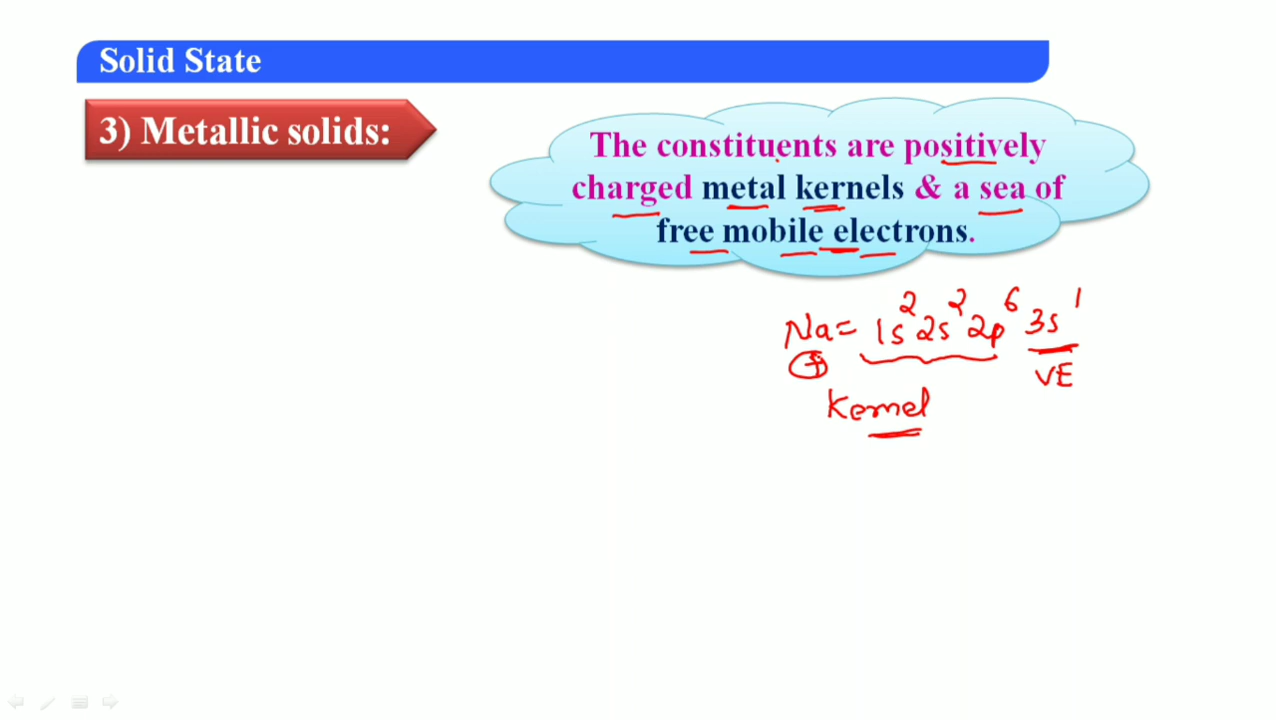 Solid State
3) Metallic solids:
The constituents are positively
charged metal kernels & a sea of
free mobile electrons.
Na= 1s² 2s² 2p⁶ 3s¹
+
VE
Kernel